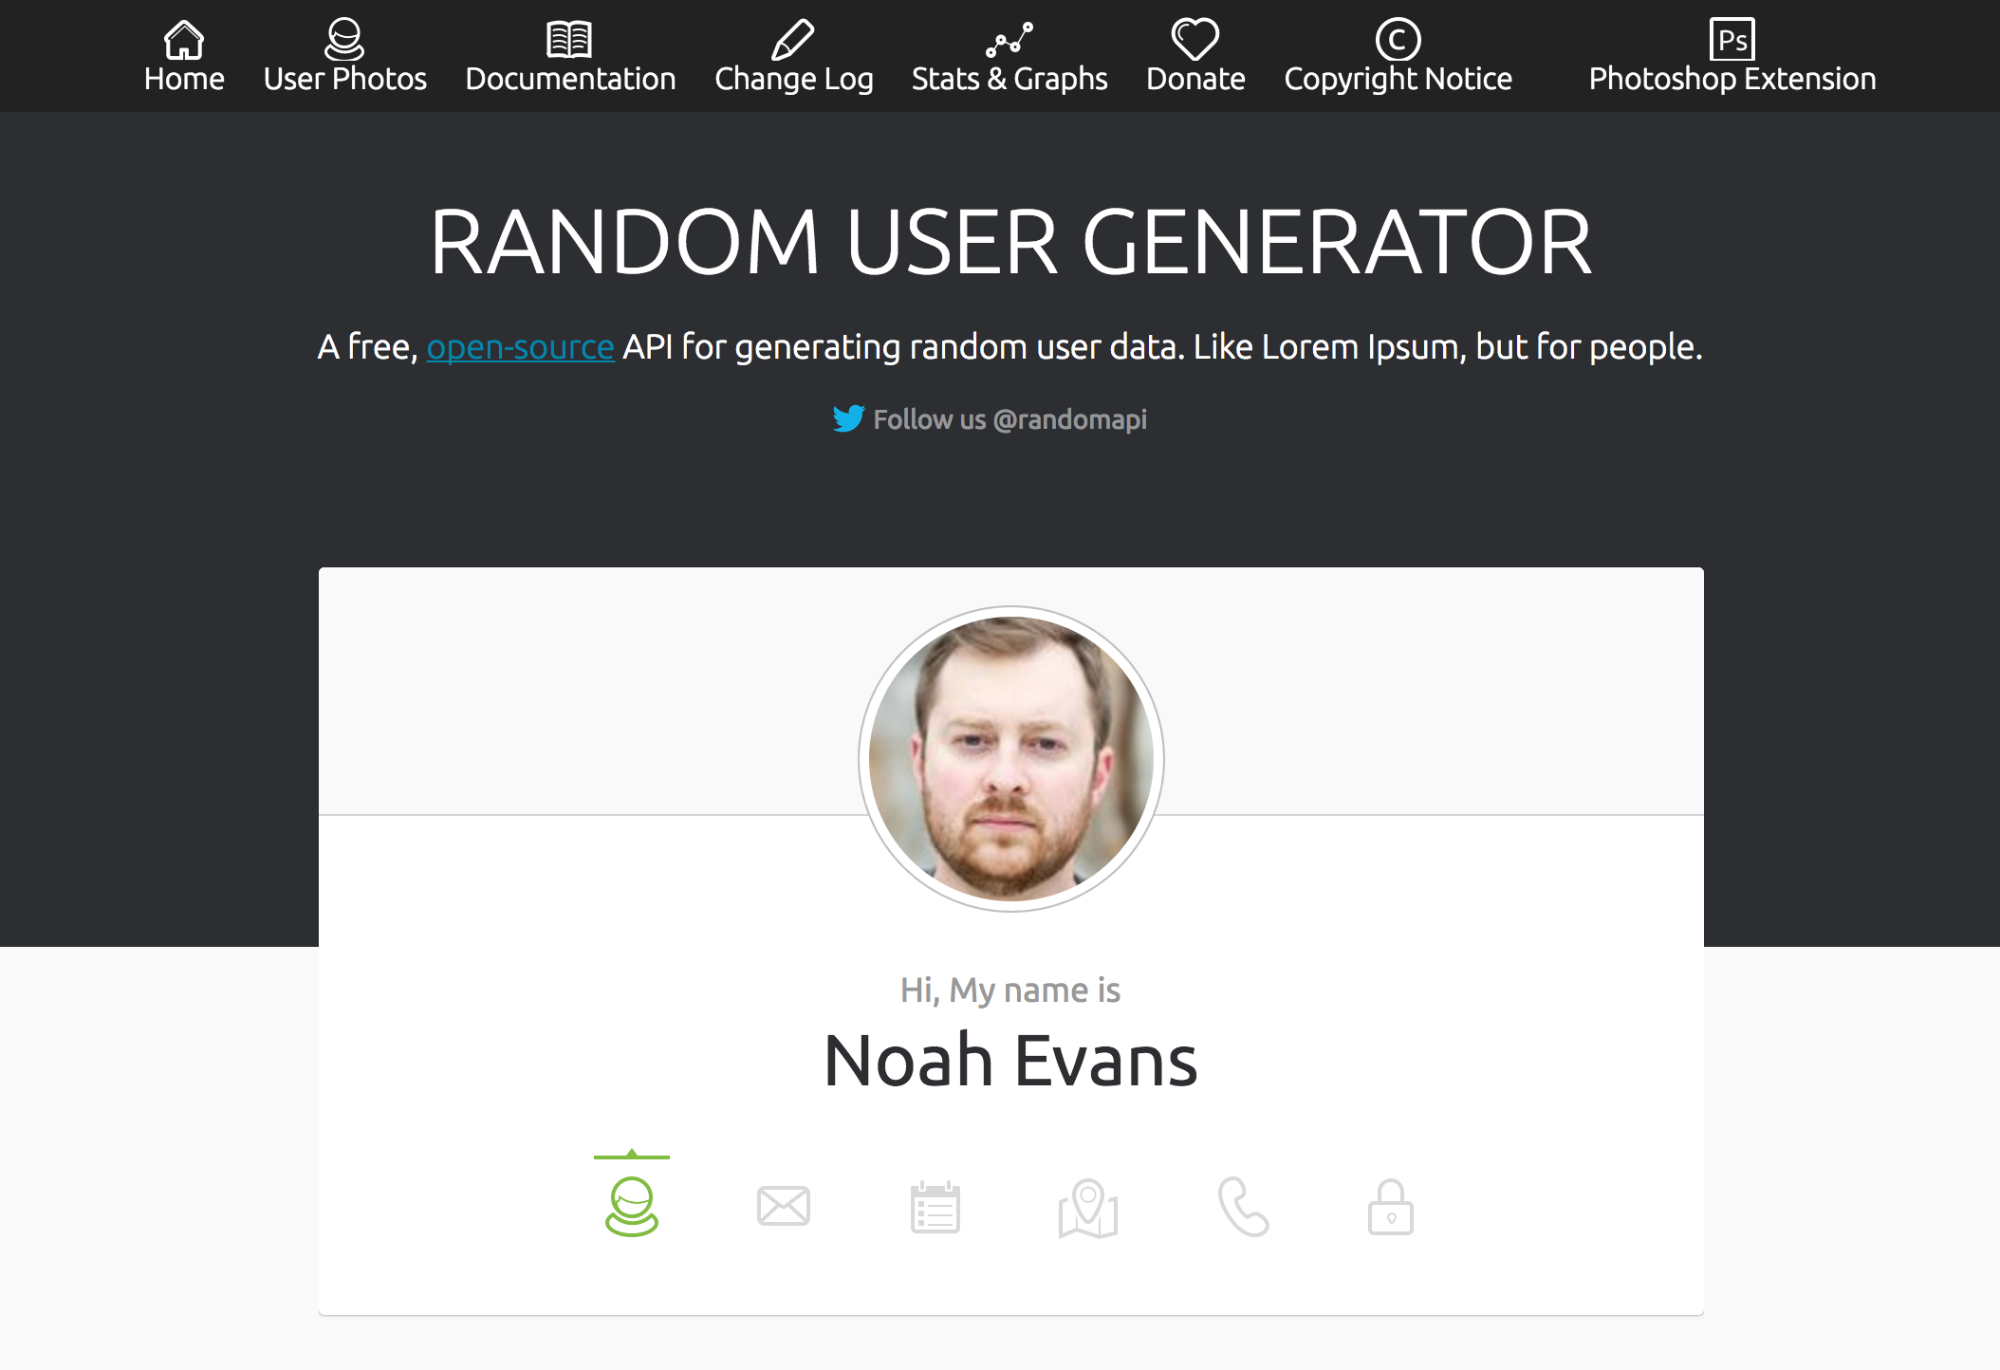 Home
User Photos
Documentation
Change Log
Stats & Graphs
Donate
Copyright Notice
Ps
Photoshop Extension
RANDOM USER GENERATOR
A free, open-source API for generating random user data. Like Lorem Ipsum, but for people.
Follow us @randomapi
Hi, My name is
Noah Evans